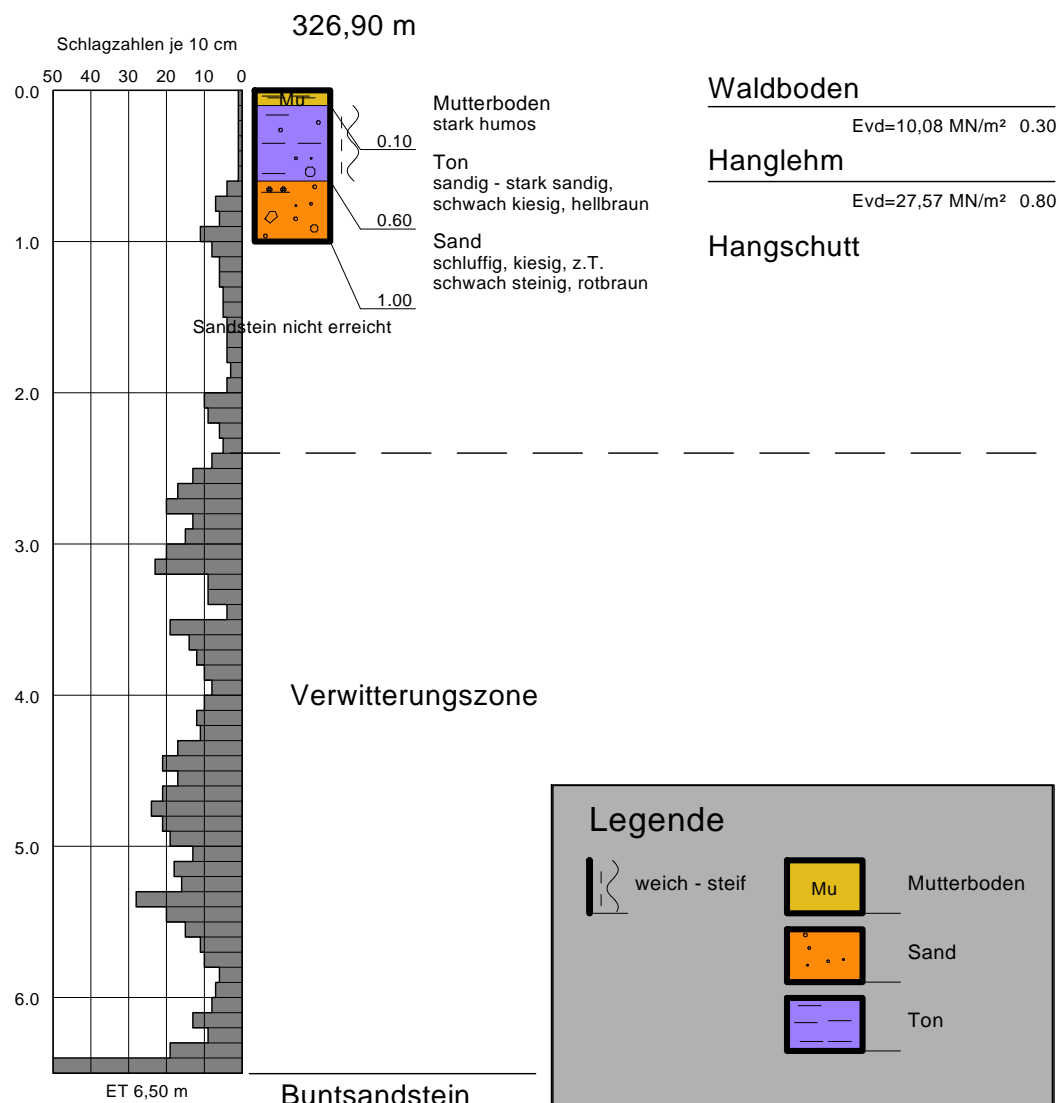 326,90 m
Schlagzahlen je 10 cm
50 40 30 20 10 0
0.0
Mu
Mutterboden
stark humos
0.10
Ton
sandig - stark sandig,
schwach kiesig, hellbraun
0.60
Sand
schluffig, kiesig, z.T.
schwach steinig, rotbraun
1.00
Waldboden
Evd=10,08 MN/m² 0.30
Hanglehm
Evd=27,57 MN/m² 0.80
Hangschutt
1.0
Sandstein nicht erreicht
2.0
3.0
4.0
Verwitterungszone
5.0
6.0
ET 6,50 m
Buntsandstein
Legende
weich - steif
Mu
Mutterboden
Sand
Ton